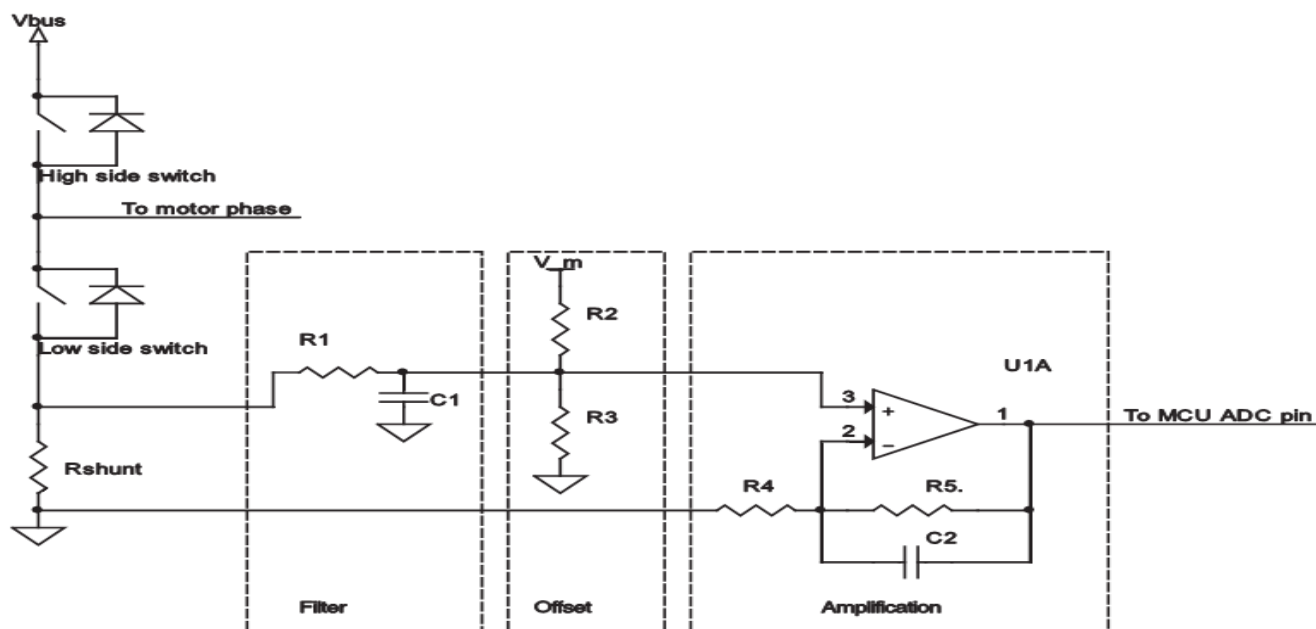 Vbus
High side switch
To motor phase
V_m
R2
Low side switch
R1
U1A
C1
3
+
R3
1
To MCU ADC pin
2
−
Rshunt
R4
R5.
C2
Filter
Offset
Amplification